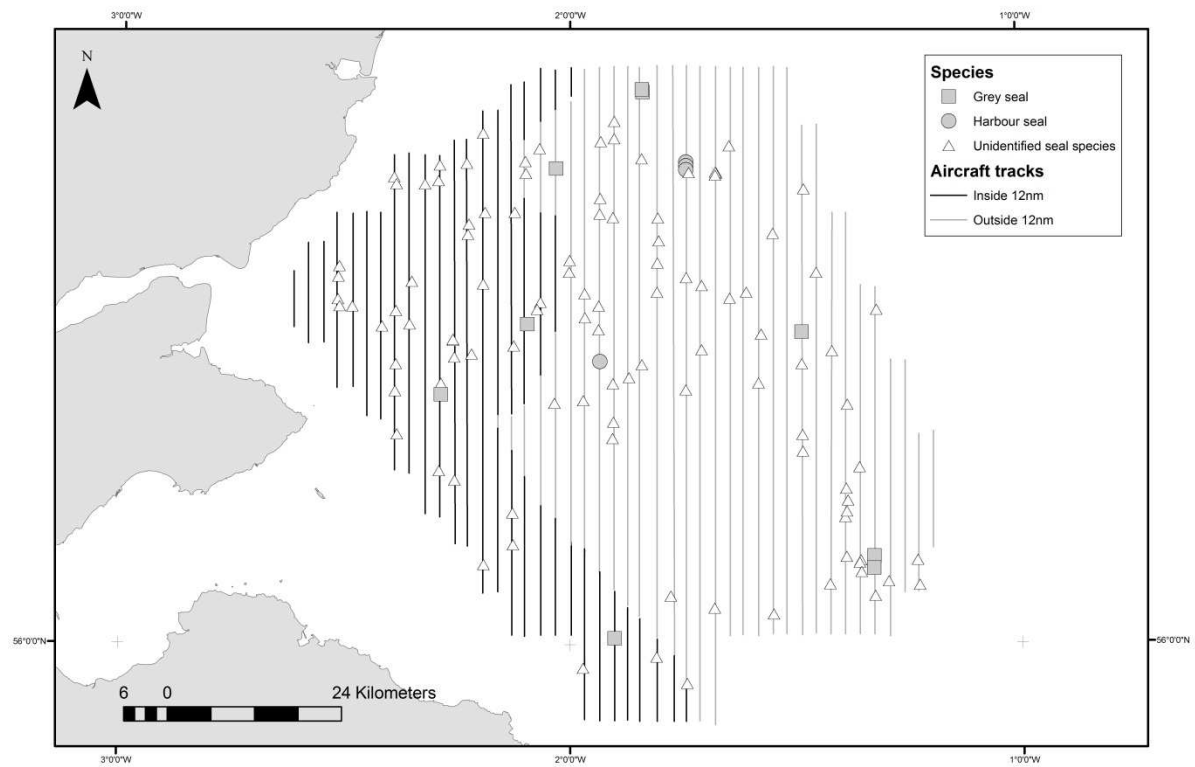 3°0'0"W 2°0'0"W 1°0'0"W
N
Species
Grey seal
Harbour seal
Unidentified seal species
Aircraft tracks
Inside 12nm
Outside 12nm
56°0'0"N 56°0'0"N
6 0 24 Kilometers
3°0'0"W 2°0'0"W 1°0'0"W